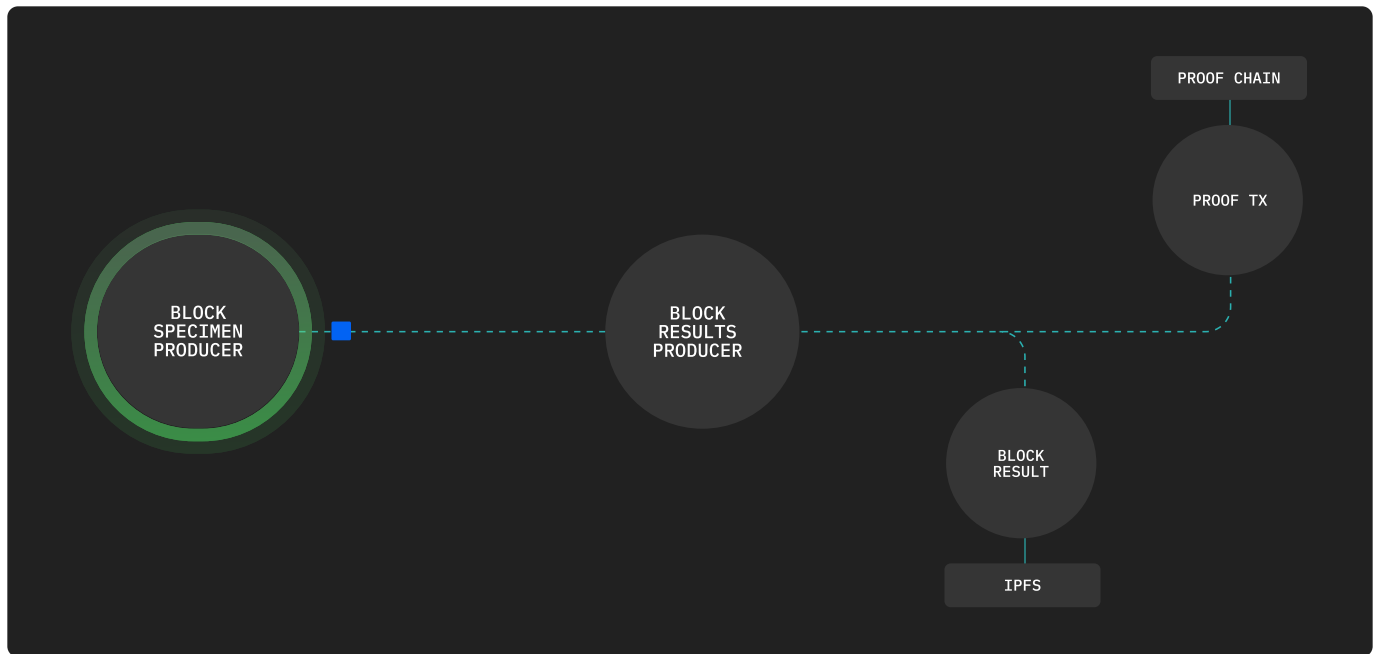 PROOF CHAIN
PROOF TX
BLOCK
SPECIMEN
PRODUCER
BLOCK
RESULTS
PRODUCER
BLOCK
RESULT
IPFS